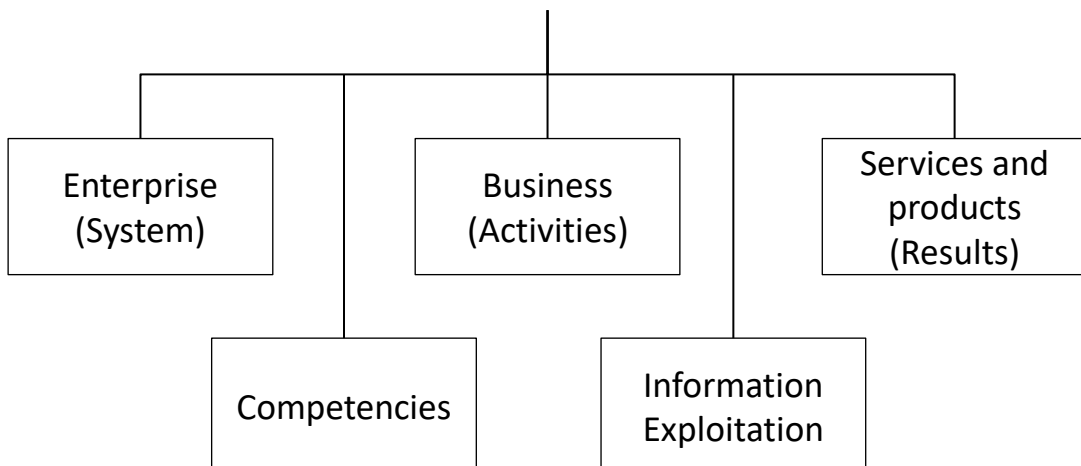 Enterprise
(System)
Business
(Activities)
Services and
products
(Results)
Competencies
Information
Exploitation